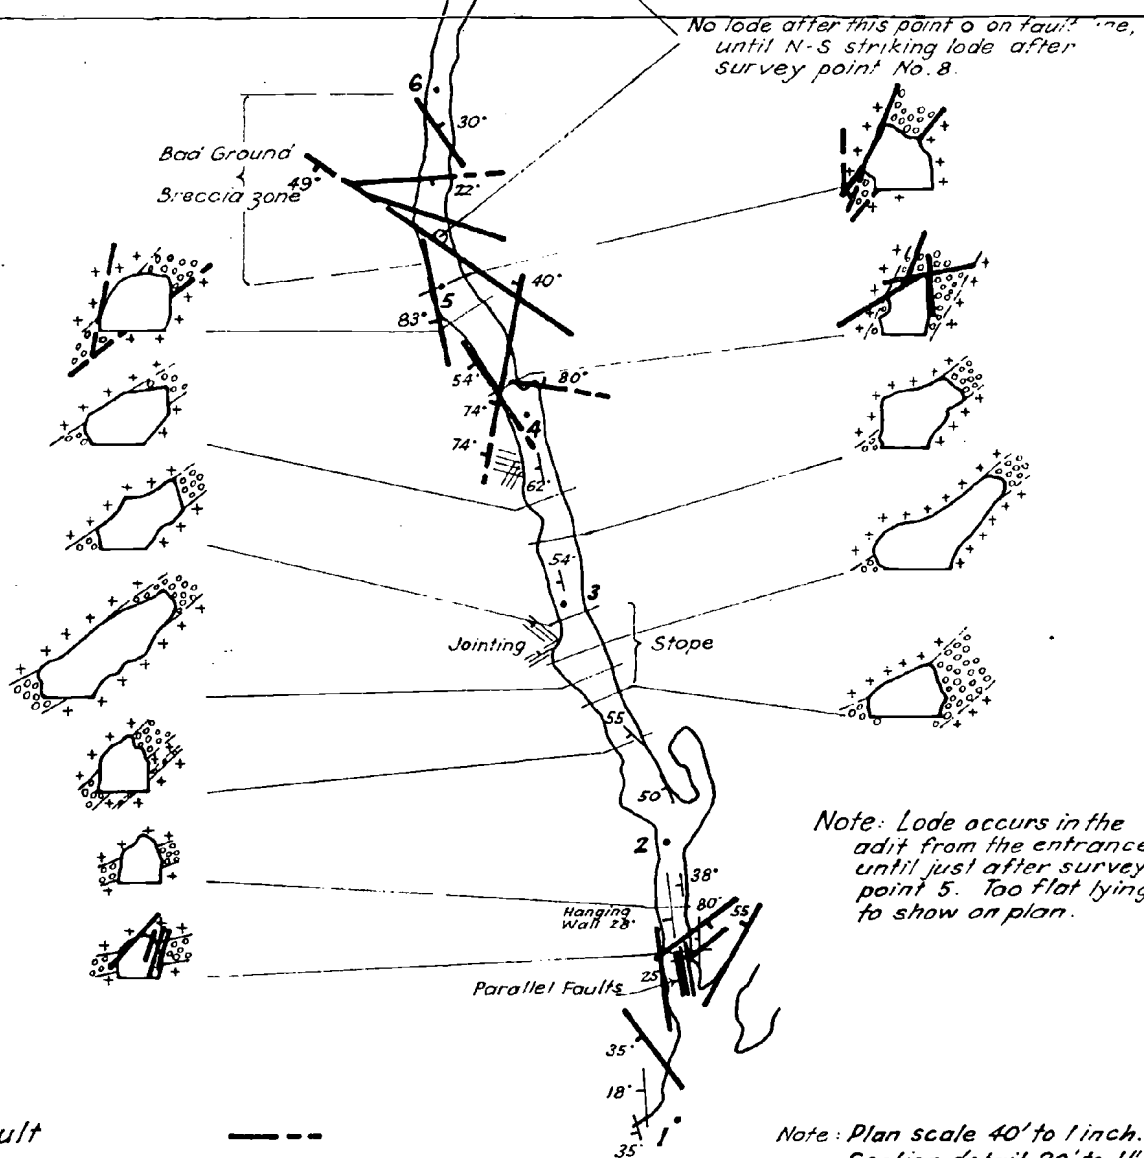 No lode after this point o on fault
until N-S striking lode after
survey point No. 8.
6
30°
Bad Ground
Breccia zone
49°
22°
5
40°
83°
54°
80°
74°
4
74°
62°
54°
3
Jointing
Stope
55
50°
2
38°
Hanging
Wall 28°
80°
55
25
Parallel Faults
35°
18°
35°
1
Note: Lode occurs in the
adit from the entrance
until just after survey
point 5. Too flat lying
to show on plan.
ult
Note: Plan scale 40' to 1 inch.